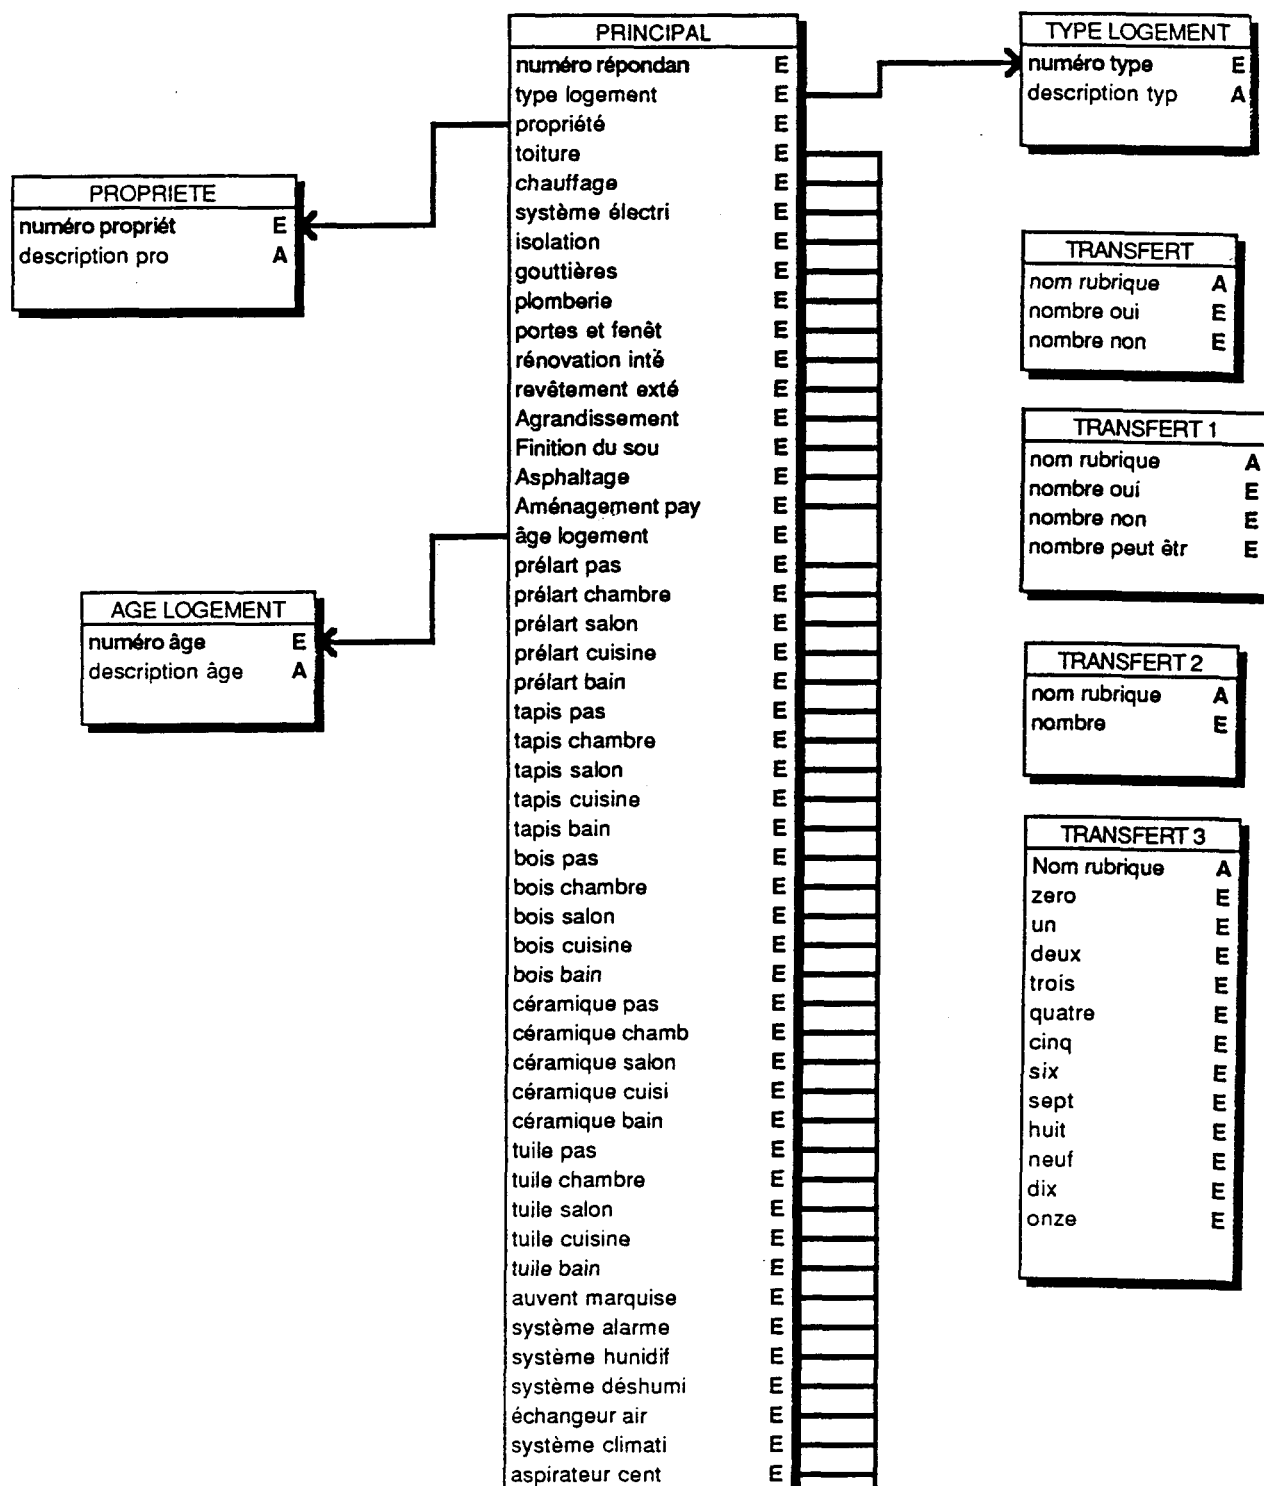 PRINCIPAL
numéro répondan E
type logement E
propriété E
toiture E
chauffage E
système électri E
isolation E
gouttières E
plomberie E
portes et fenêt E
rénovation inté E
revêtement exté E
Agrandissement E
Finition du sou E
Asphaltage E
Aménagement pay E
âge logement E
prélart pas E
prélart chambre E
prélart salon E
prélart cuisine E
prélart bain E
tapis pas E
tapis chambre E
tapis salon E
tapis cuisine E
tapis bain E
bois pas E
bois chambre E
bois salon E
bois cuisine E
bois bain E
céramique pas E
céramique chamb E
céramique salon E
céramique cuisi E
céramique bain E
tuile pas E
tuile chambre E
tuile salon E
tuile cuisine E
tuile bain E
auvent marquise E
système alarme E
système hunidif E
système déshumi E
échangeur air E
système climati E
aspirateur cent E
PROPRIETE
numéro propriét E
description pro A
AGE LOGEMENT
numéro âge E
description âge A
TYPE LOGEMENT
numéro type E
description typ A
TRANSFERT
nom rubrique A
nombre oui E
nombre non E
TRANSFERT 1
nom rubrique A
nombre oui E
nombre non E
nombre peut êtr E
TRANSFERT 2
nom rubrique A
nombre E
TRANSFERT 3
Nom rubrique A
zero E
un E
deux E
trois E
quatre E
cinq E
six E
sept E
huit E
neuf E
dix E
onze E